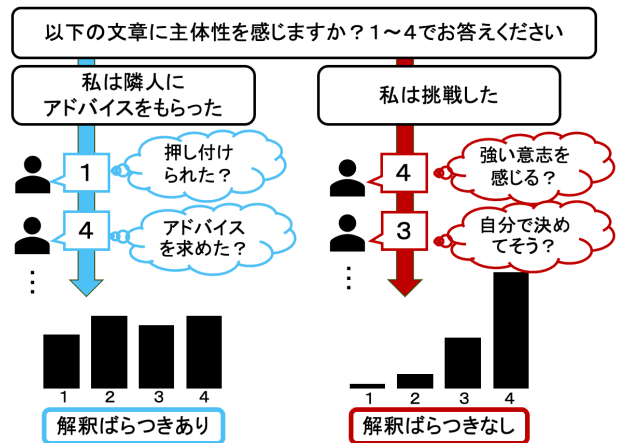 以下の文章に主体性を感じますか？１～４でお答えください
私は隣人に
アドバイスをもらった
1
押し付け
られた？
4
アドバイス
を求めた？
…
1 2 3 4
解釈ばらつきあり
私は挑戦した
4
強い意志を
感じる？
3
自分で決め
てそう？
…
1 2 3 4
解釈ばらつきなし